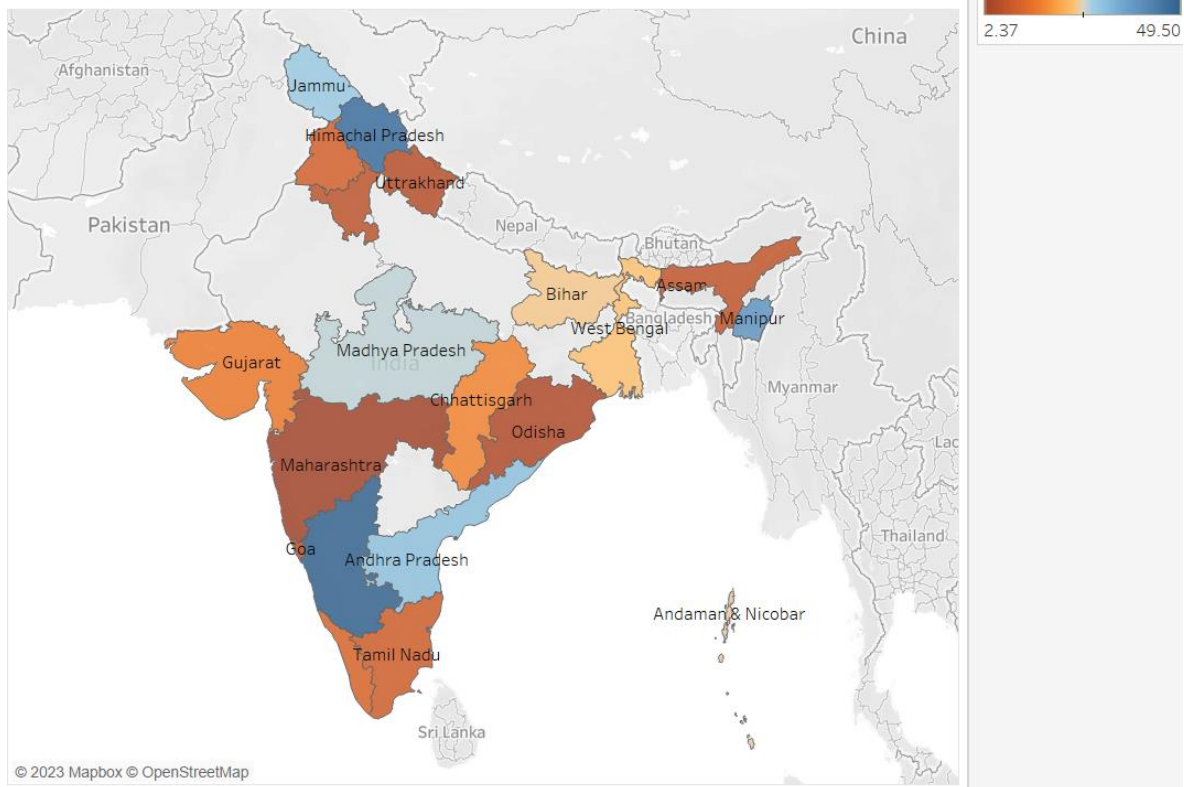 2.37 49.50
China
Afghanistan
Jammu
Himachal Pradesh
Uttrakhand
Pakistan
Nepal
Bhutan
Assam
Bihar
Bangladesh
Manipur
West Bengal
Madhya Pradesh
India
Gujarat
Myanmar
Chhattisgarh
Odisha
Lao
Maharashtra
Thailand
Goa
Andhra Pradesh
Andaman & Nicobar
Tamil Nadu
Sri Lanka
© 2023 Mapbox © OpenStreetMap